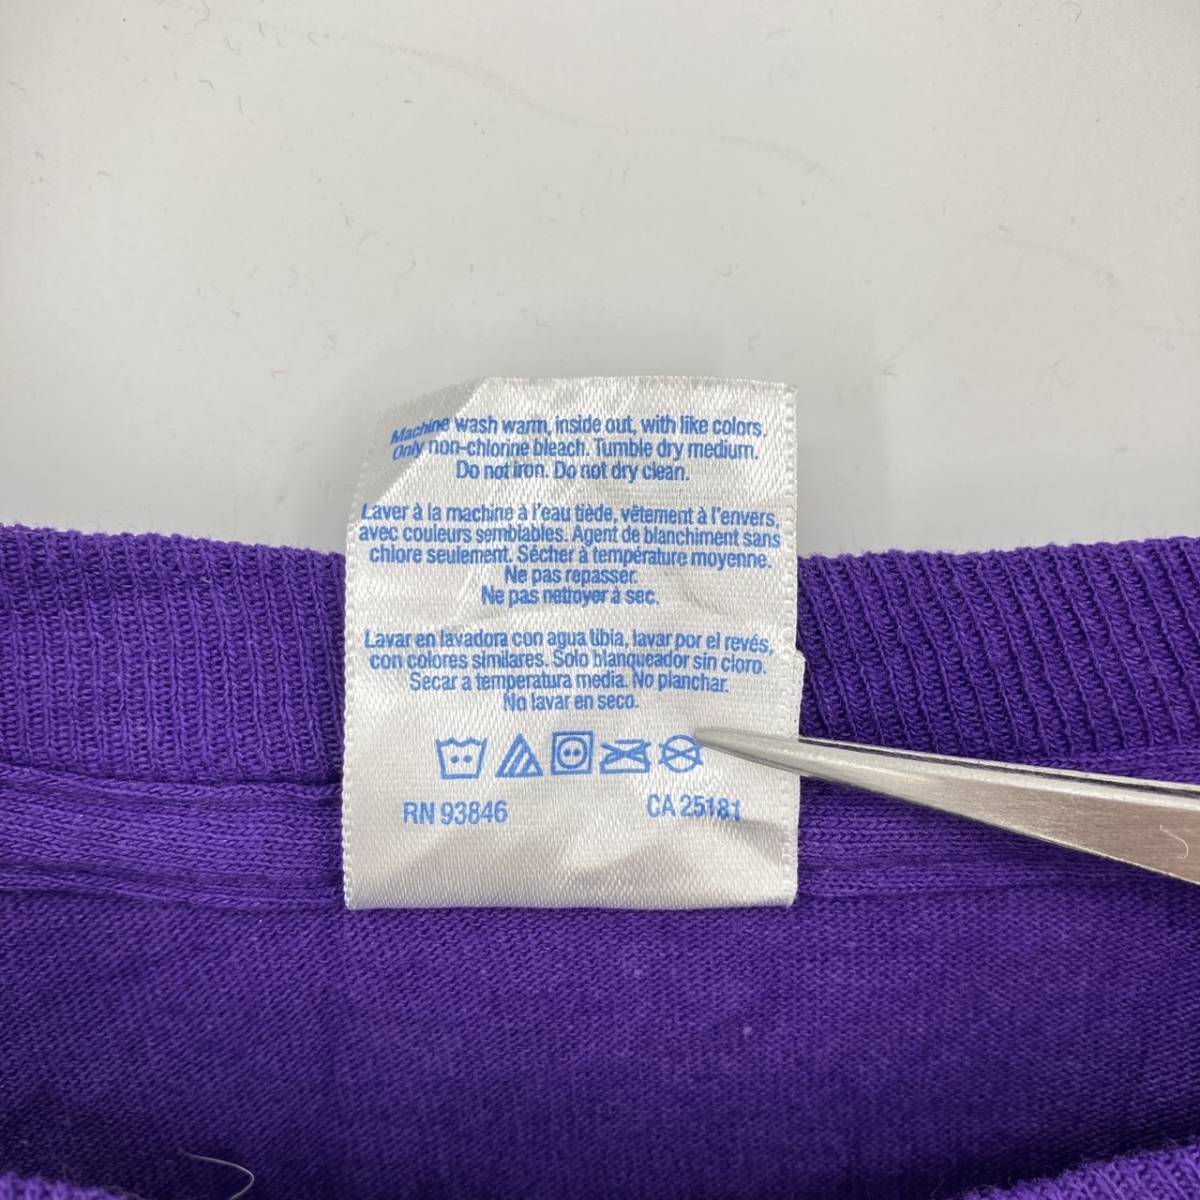 Machine wash warm, inside out, with like colors.
Only non-chlorine bleach. Tumble dry medium.
Do not iron. Do not dry clean.
Laver à la machine à l'eau tiède, vêtement à l'envers,
avec couleurs semblables. Agent de blanchiment sans
chlore seulement. Sécher à température moyenne.
Ne pas repasser.
Ne pas nettoyer à sec.
Lavar en lavadora con agua tibia, lavar por el revés,
con colores similares. Solo blanqueador sin cloro.
Secar a temperatura media. No planchar.
No lavar en seco.
RN 93846 CA 25181